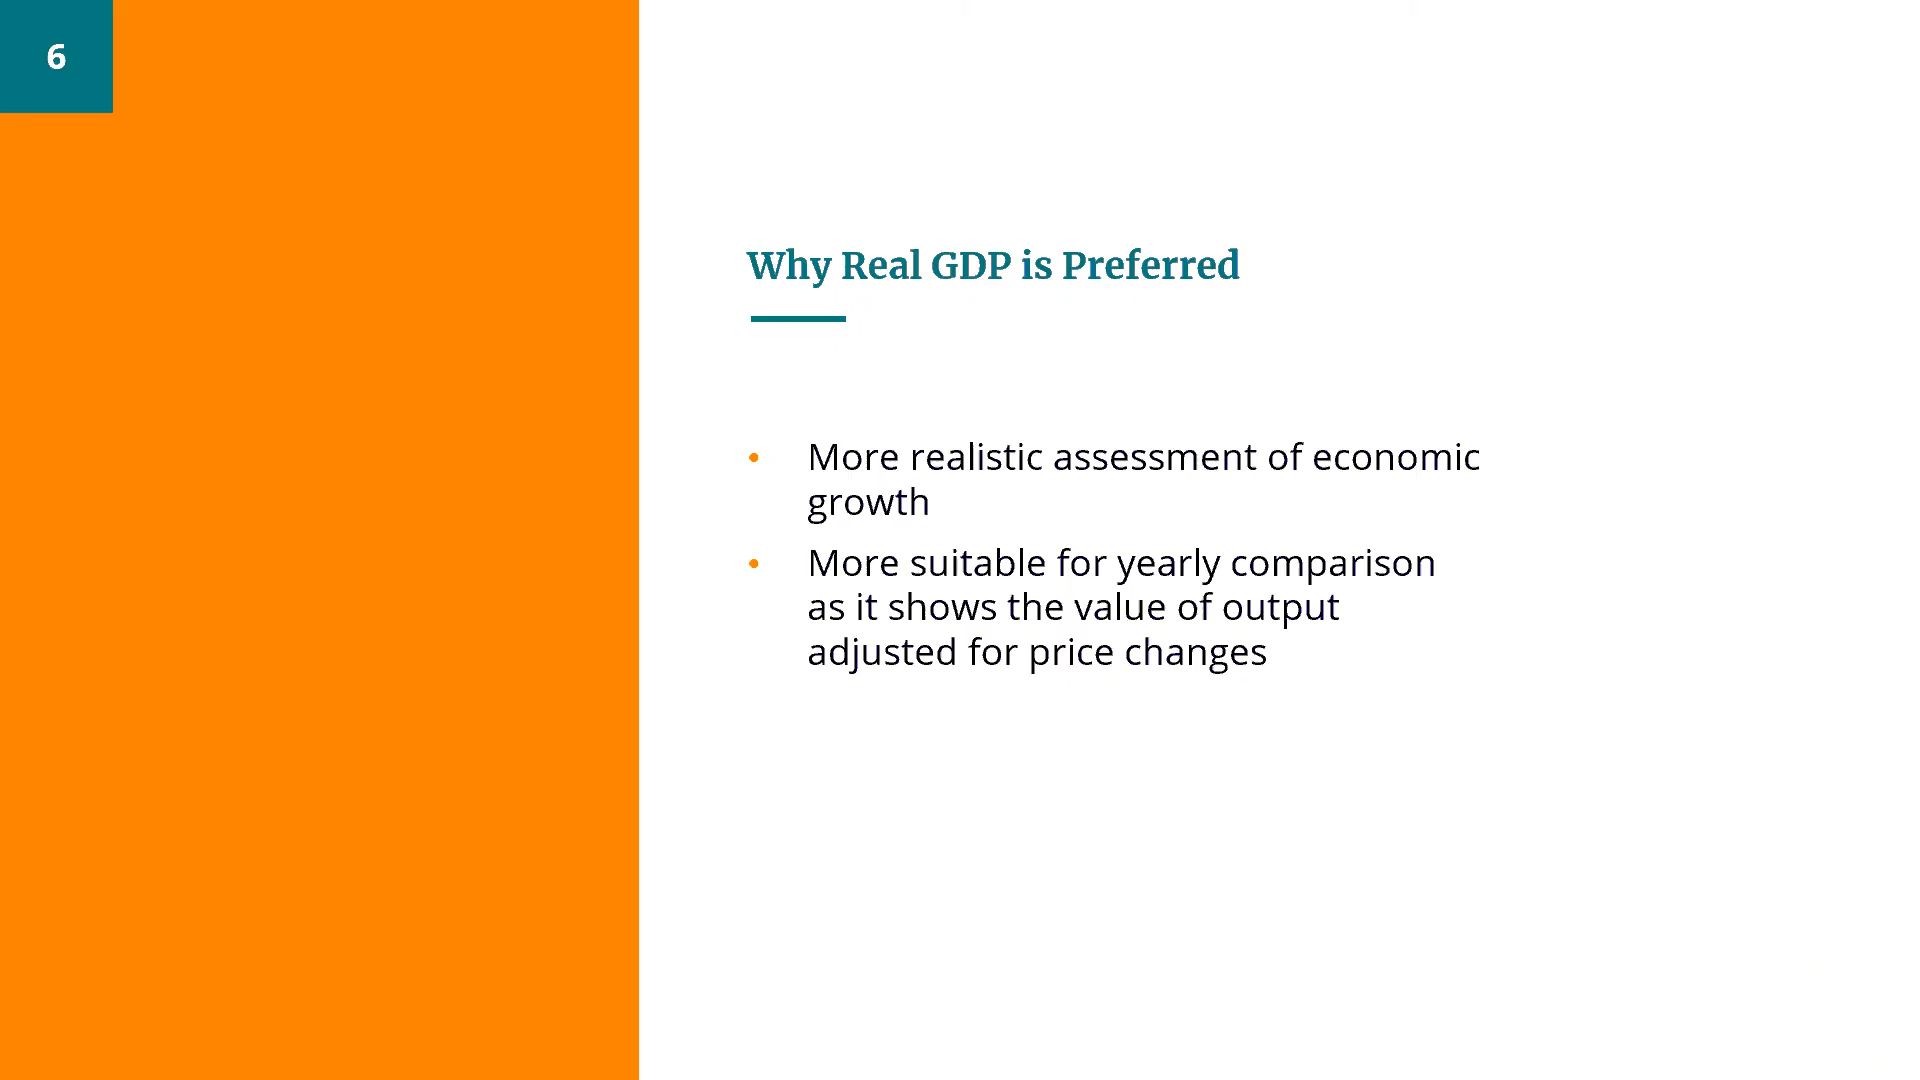 6
Why Real GDP is Preferred
• More realistic assessment of economic
growth
• More suitable for yearly comparison
as it shows the value of output
adjusted for price changes